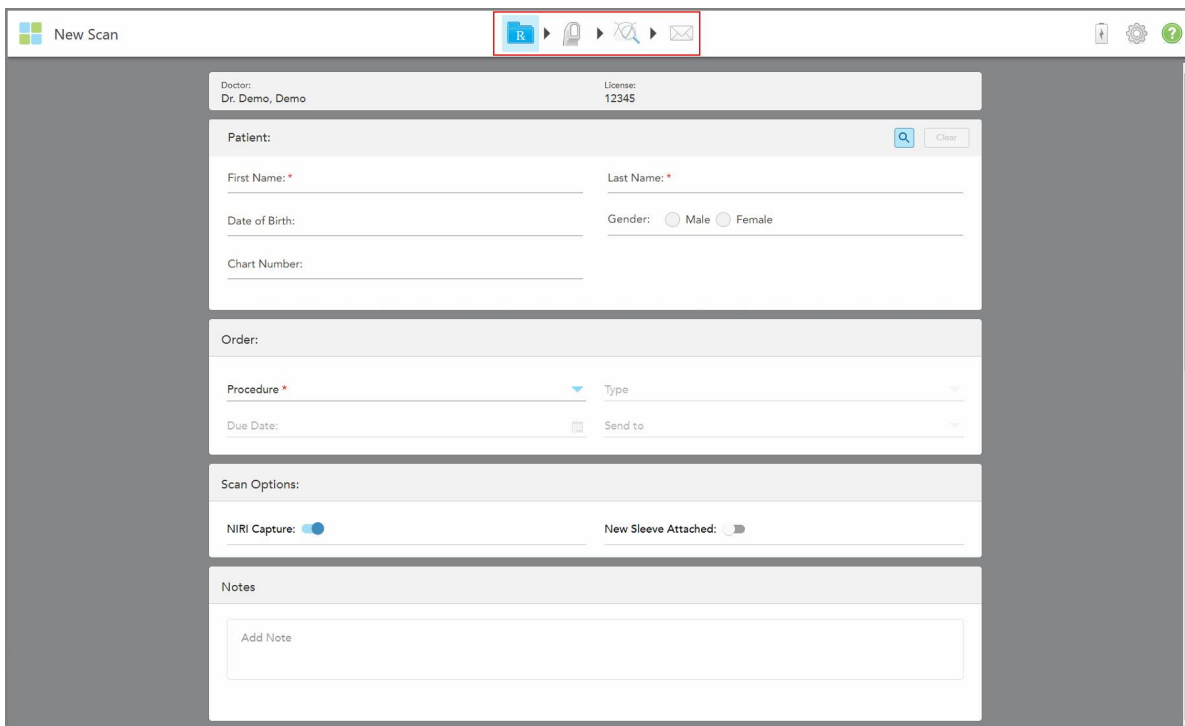 New Scan
R
?
Doctor: License:
Dr. Demo, Demo 12345
Patient: Clear
First Name: * Last Name: *
Date of Birth: Gender: Male Female
Chart Number:
Order:
Procedure * Type
Due Date: Send to
Scan Options:
NIRI Capture: New Sleeve Attached:
Notes
Add Note